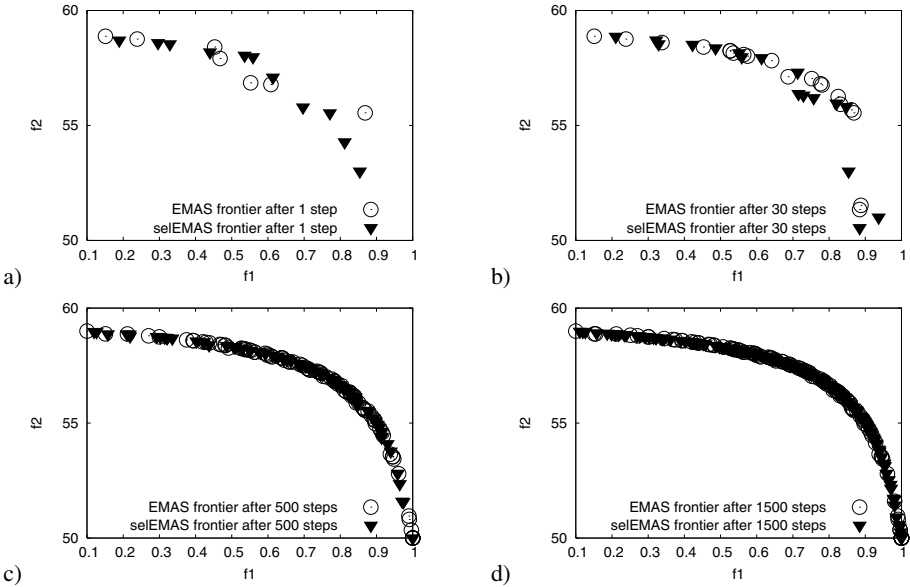 60
55
50
f2
EMAS frontier after 1 step
selEMAS frontier after 1 step
0.1 0.2 0.3 0.4 0.5 0.6 0.7 0.8 0.9 1
f1
a)
60
55
50
f2
EMAS frontier after 30 steps
selEMAS frontier after 30 steps
0.1 0.2 0.3 0.4 0.5 0.6 0.7 0.8 0.9 1
f1
b)
60
55
50
f2
EMAS frontier after 500 steps
selEMAS frontier after 500 steps
0.1 0.2 0.3 0.4 0.5 0.6 0.7 0.8 0.9 1
f1
c)
60
55
50
f2
EMAS frontier after 1500 steps
selEMAS frontier after 1500 steps
0.1 0.2 0.3 0.4 0.5 0.6 0.7 0.8 0.9 1
f1
d)